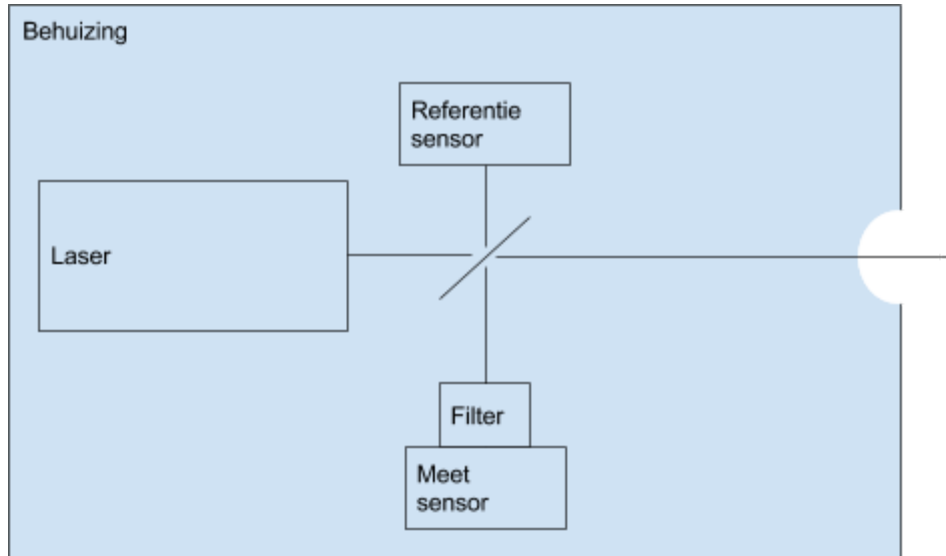 Behuizing
Referentie
sensor
Laser
Filter
Meet
sensor